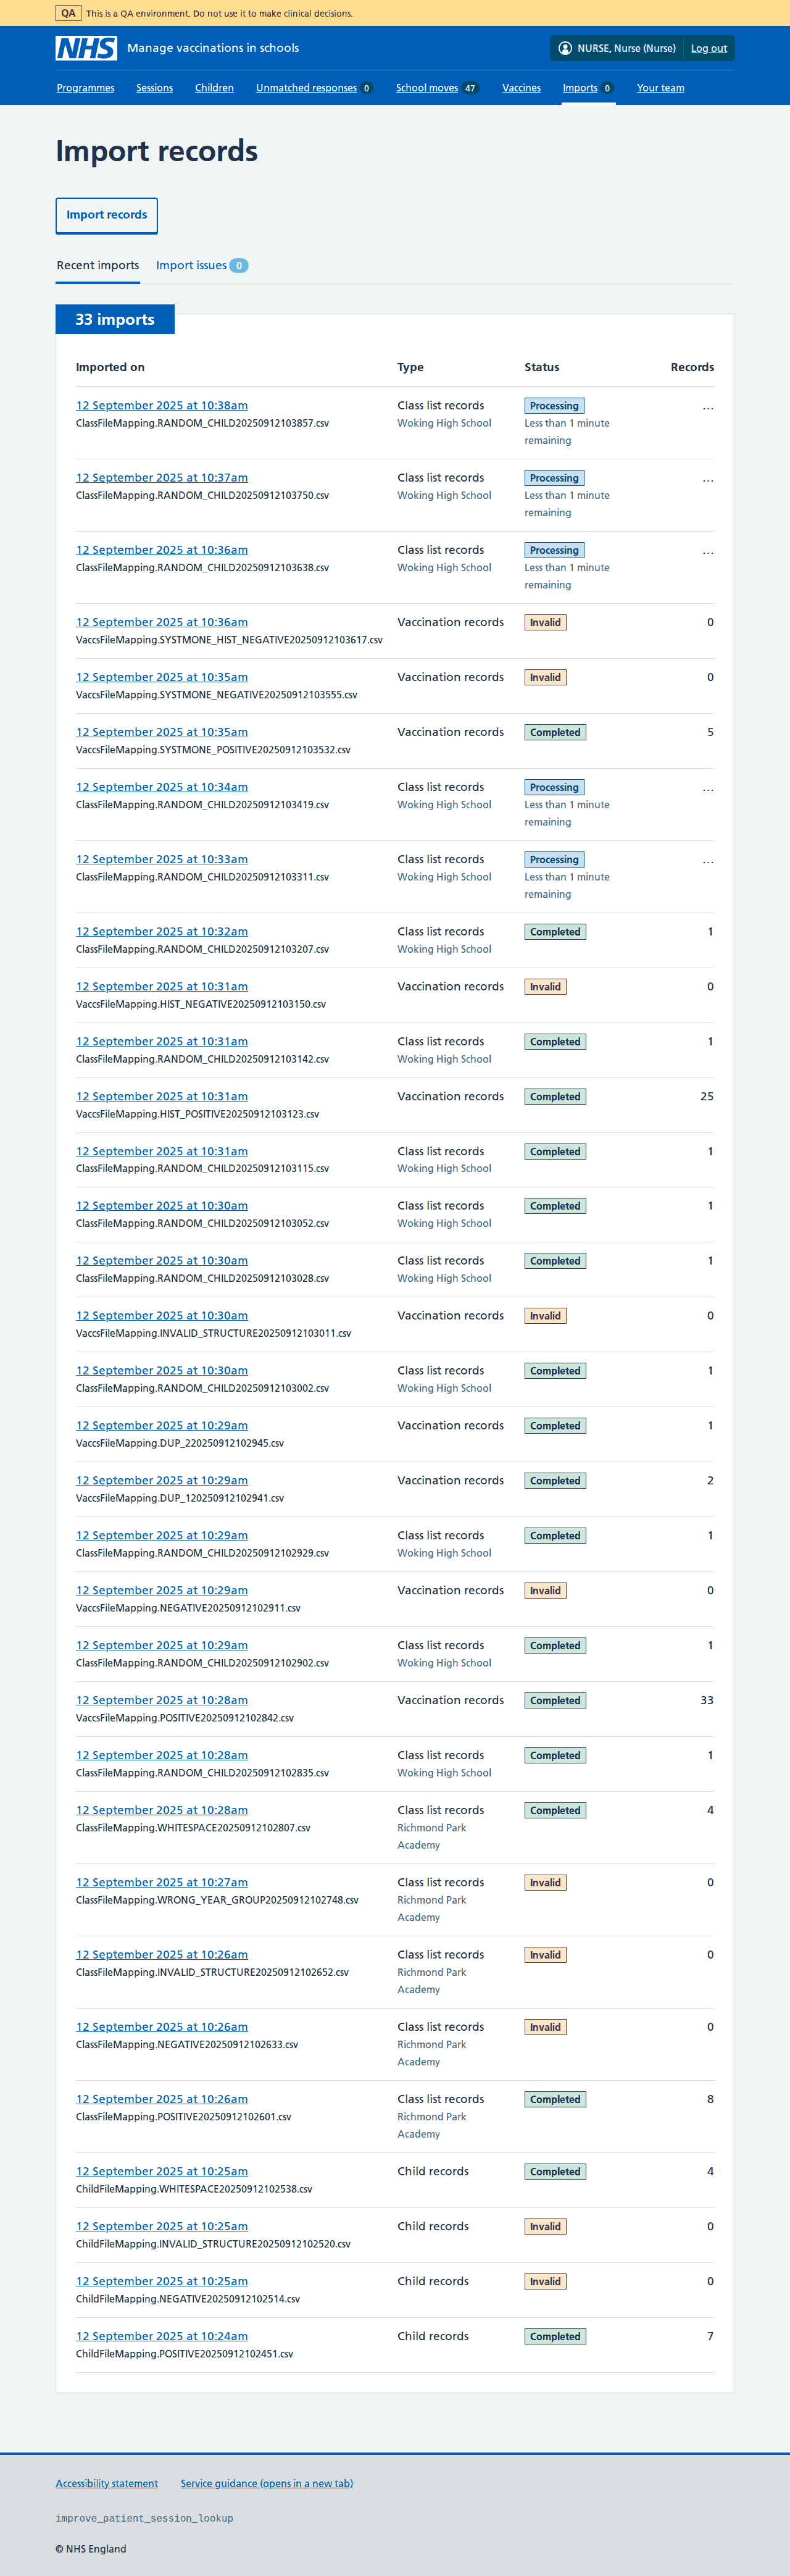 QA This is a QA environment. Do not use it to make clinical decisions.
NHS Manage vaccinations in schools NURSE, Nurse (Nurse) Log out
Programmes Sessions Children Unmatched responses 0 School moves 47 Vaccines Imports 0 Your team
Import records
Import records
Recent imports Import issues 0
33 imports
Imported on Type Status Records
12 September 2025 at 10:38am Class list records Processing ...
ClassFileMapping.RANDOM_CHILD20250912103857.csv Woking High School Less than 1 minute
remaining
12 September 2025 at 10:37am Class list records Processing ...
ClassFileMapping.RANDOM_CHILD20250912103750.csv Woking High School Less than 1 minute
remaining
12 September 2025 at 10:36am Class list records Processing ...
ClassFileMapping.RANDOM_CHILD20250912103638.csv Woking High School Less than 1 minute
remaining
12 September 2025 at 10:36am Vaccination records Invalid 0
VaccsFileMapping.SYSTMONE_HIST_NEGATIVE20250912103617.csv
12 September 2025 at 10:35am Vaccination records Invalid 0
VaccsFileMapping.SYSTMONE_NEGATIVE20250912103555.csv
12 September 2025 at 10:35am Vaccination records Completed 5
VaccsFileMapping.SYSTMONE_POSITIVE20250912103532.csv
12 September 2025 at 10:34am Class list records Processing ...
ClassFileMapping.RANDOM_CHILD20250912103419.csv Woking High School Less than 1 minute
remaining
12 September 2025 at 10:33am Class list records Processing ...
ClassFileMapping.RANDOM_CHILD20250912103311.csv Woking High School Less than 1 minute
remaining
12 September 2025 at 10:32am Class list records Completed 1
ClassFileMapping.RANDOM_CHILD20250912103207.csv Woking High School
12 September 2025 at 10:31am Vaccination records Invalid 0
VaccsFileMapping.HIST_NEGATIVE20250912103150.csv
12 September 2025 at 10:31am Class list records Completed 1
ClassFileMapping.RANDOM_CHILD20250912103142.csv Woking High School
12 September 2025 at 10:31am Vaccination records Completed 25
VaccsFileMapping.HIST_POSITIVE20250912103123.csv
12 September 2025 at 10:31am Class list records Completed 1
ClassFileMapping.RANDOM_CHILD20250912103115.csv Woking High School
12 September 2025 at 10:30am Class list records Completed 1
ClassFileMapping.RANDOM_CHILD20250912103052.csv Woking High School
12 September 2025 at 10:30am Class list records Completed 1
ClassFileMapping.RANDOM_CHILD20250912103028.csv Woking High School
12 September 2025 at 10:30am Vaccination records Invalid 0
VaccsFileMapping.INVALID_STRUCTURE20250912103011.csv
12 September 2025 at 10:30am Class list records Completed 1
ClassFileMapping.RANDOM_CHILD20250912103002.csv Woking High School
12 September 2025 at 10:29am Vaccination records Completed 1
VaccsFileMapping.DUP_220250912102945.csv
12 September 2025 at 10:29am Vaccination records Completed 2
VaccsFileMapping.DUP_120250912102941.csv
12 September 2025 at 10:29am Class list records Completed 1
ClassFileMapping.RANDOM_CHILD20250912102929.csv Woking High School
12 September 2025 at 10:29am Vaccination records Invalid 0
VaccsFileMapping.NEGATIVE20250912102911.csv
12 September 2025 at 10:29am Class list records Completed 1
ClassFileMapping.RANDOM_CHILD20250912102902.csv Woking High School
12 September 2025 at 10:28am Vaccination records Completed 33
VaccsFileMapping.POSITIVE20250912102842.csv
12 September 2025 at 10:28am Class list records Completed 1
ClassFileMapping.RANDOM_CHILD20250912102835.csv Woking High School
12 September 2025 at 10:28am Class list records Completed 4
ClassFileMapping.WHITESPACE20250912102807.csv Richmond Park
Academy
12 September 2025 at 10:27am Class list records Invalid 0
ClassFileMapping.WRONG_YEAR_GROUP20250912102748.csv Richmond Park
Academy
12 September 2025 at 10:26am Class list records Invalid 0
ClassFileMapping.INVALID_STRUCTURE20250912102652.csv Richmond Park
Academy
12 September 2025 at 10:26am Class list records Invalid 0
ClassFileMapping.NEGATIVE20250912102633.csv Richmond Park
Academy
12 September 2025 at 10:26am Class list records Completed 8
ClassFileMapping.POSITIVE20250912102601.csv Richmond Park
Academy
12 September 2025 at 10:25am Child records Completed 4
ChildFileMapping.WHITESPACE20250912102538.csv
12 September 2025 at 10:25am Child records Invalid 0
ChildFileMapping.INVALID_STRUCTURE20250912102520.csv
12 September 2025 at 10:25am Child records Invalid 0
ChildFileMapping.NEGATIVE20250912102514.csv
12 September 2025 at 10:24am Child records Completed 7
ChildFileMapping.POSITIVE20250912102451.csv
Accessibility statement Service guidance (opens in a new tab)
improve_patient_session_lookup
© NHS England